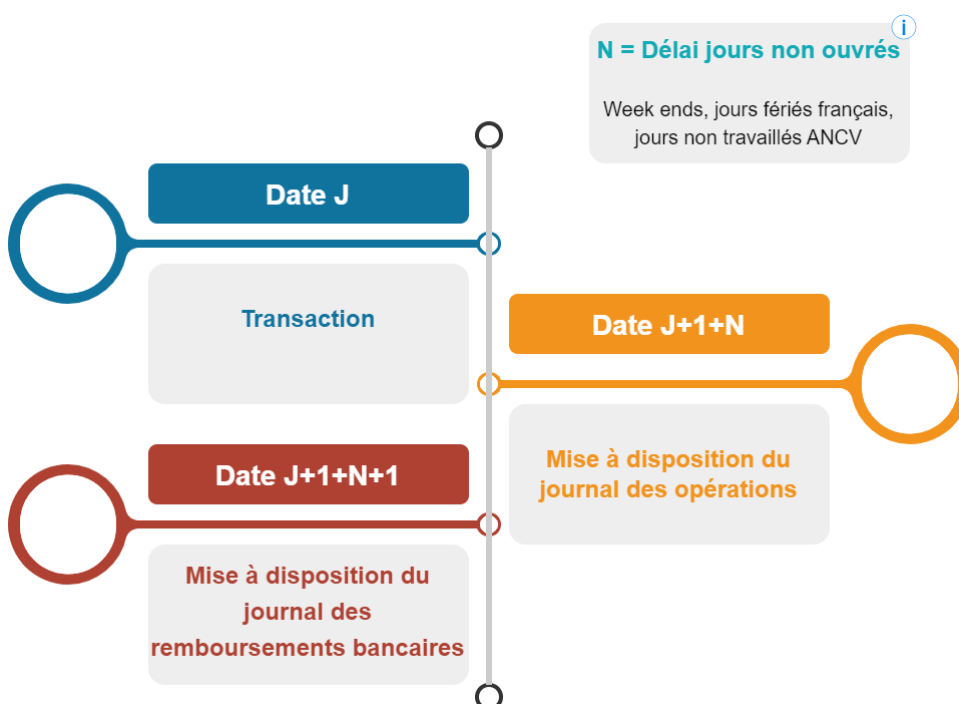 i
N = Délai jours non ouvrés
Week ends, jours fériés français,
jours non travaillés ANCV
Date J
Transaction
Date J+1+N
Mise à disposition du
journal des opérations
Date J+1+N+1
Mise à disposition du
journal des
remboursements bancaires